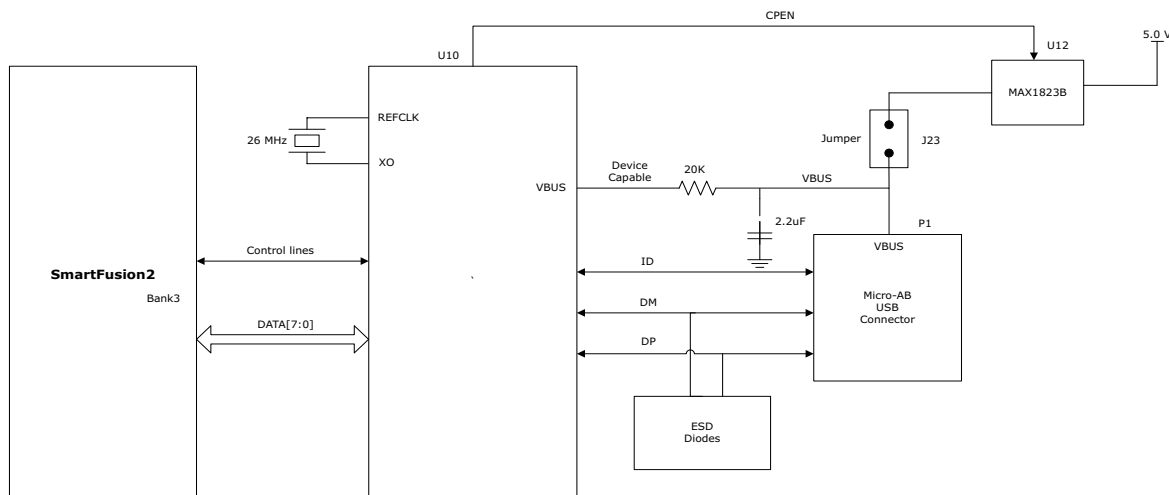 CPEN
U10
U12
5.0 V
MAX1823B
REFCLK
26 MHz
XO
Jumper
J23
Device
Capable
20K
VBUS
VBUS
2.2uF
P1
VBUS
Control lines
ID
SmartFusion2
Bank3
Micro-AB
USB
Connector
DM
DATA[7:0]
DP
ESD
Diodes